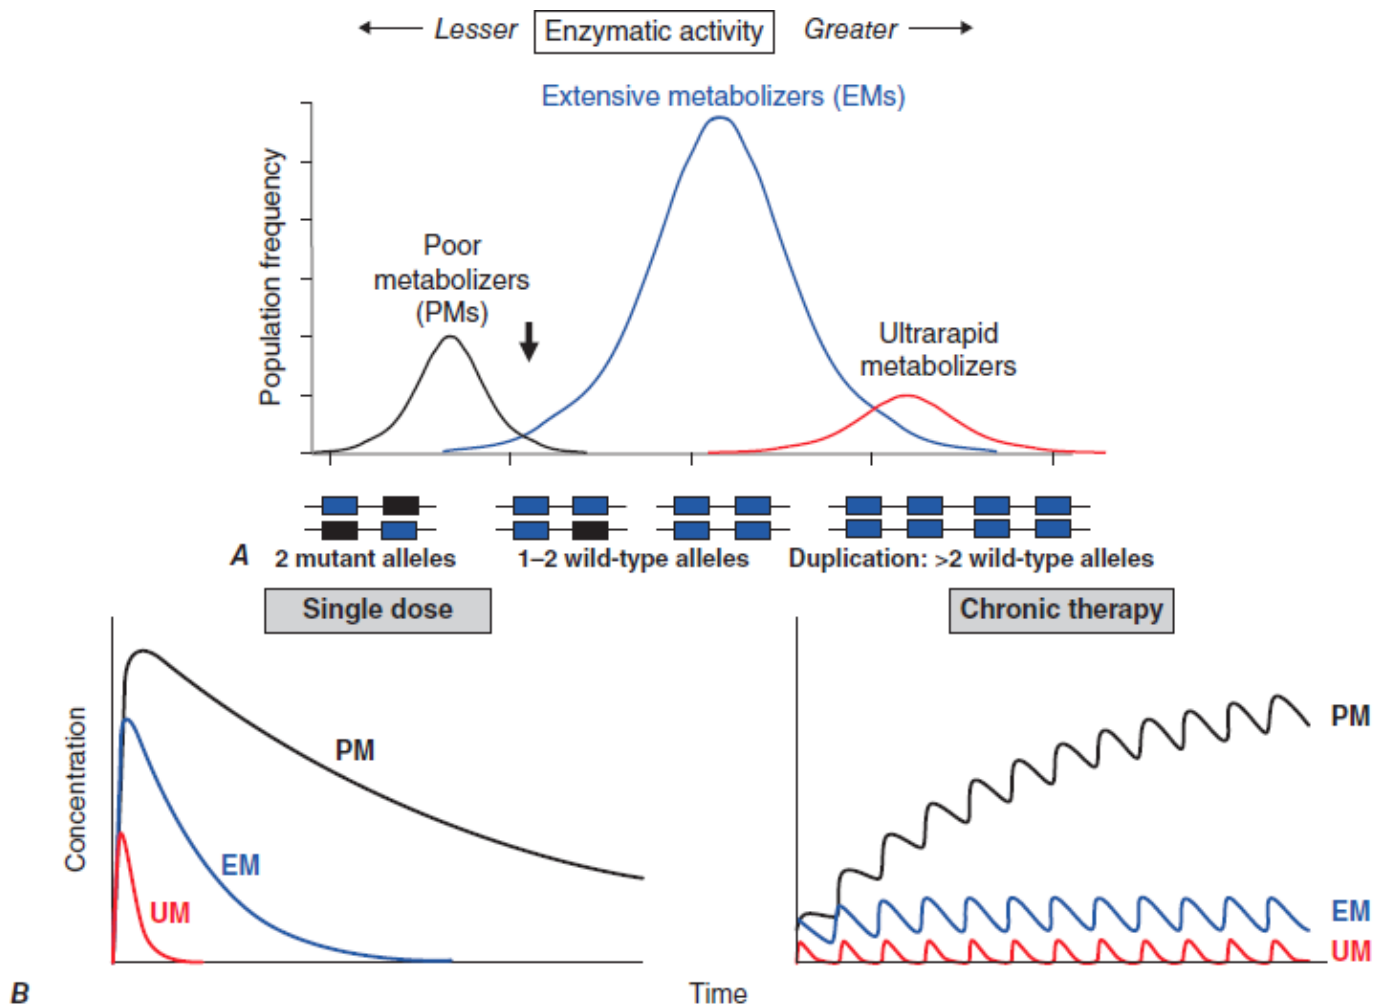 Lesser Enzymatic activity Greater
Extensive metabolizers (EMs)
Population frequency
Poor
metabolizers
(PMs)
Ultrarapid
metabolizers
A 2 mutant alleles 1–2 wild-type alleles Duplication: >2 wild-type alleles
Single dose Chronic therapy
Concentration
PM
EM
UM
PM
EM
UM
B Time